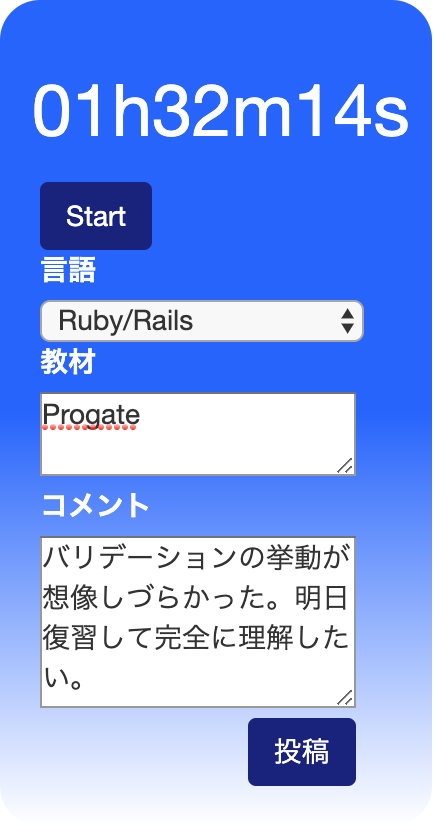 01h32m14s
Start
言語
Ruby/Rails
教材
Progate
コメント
バリデーションの挙動が
想像しづらかった。明日
復習して完全に理解した
い。
投稿